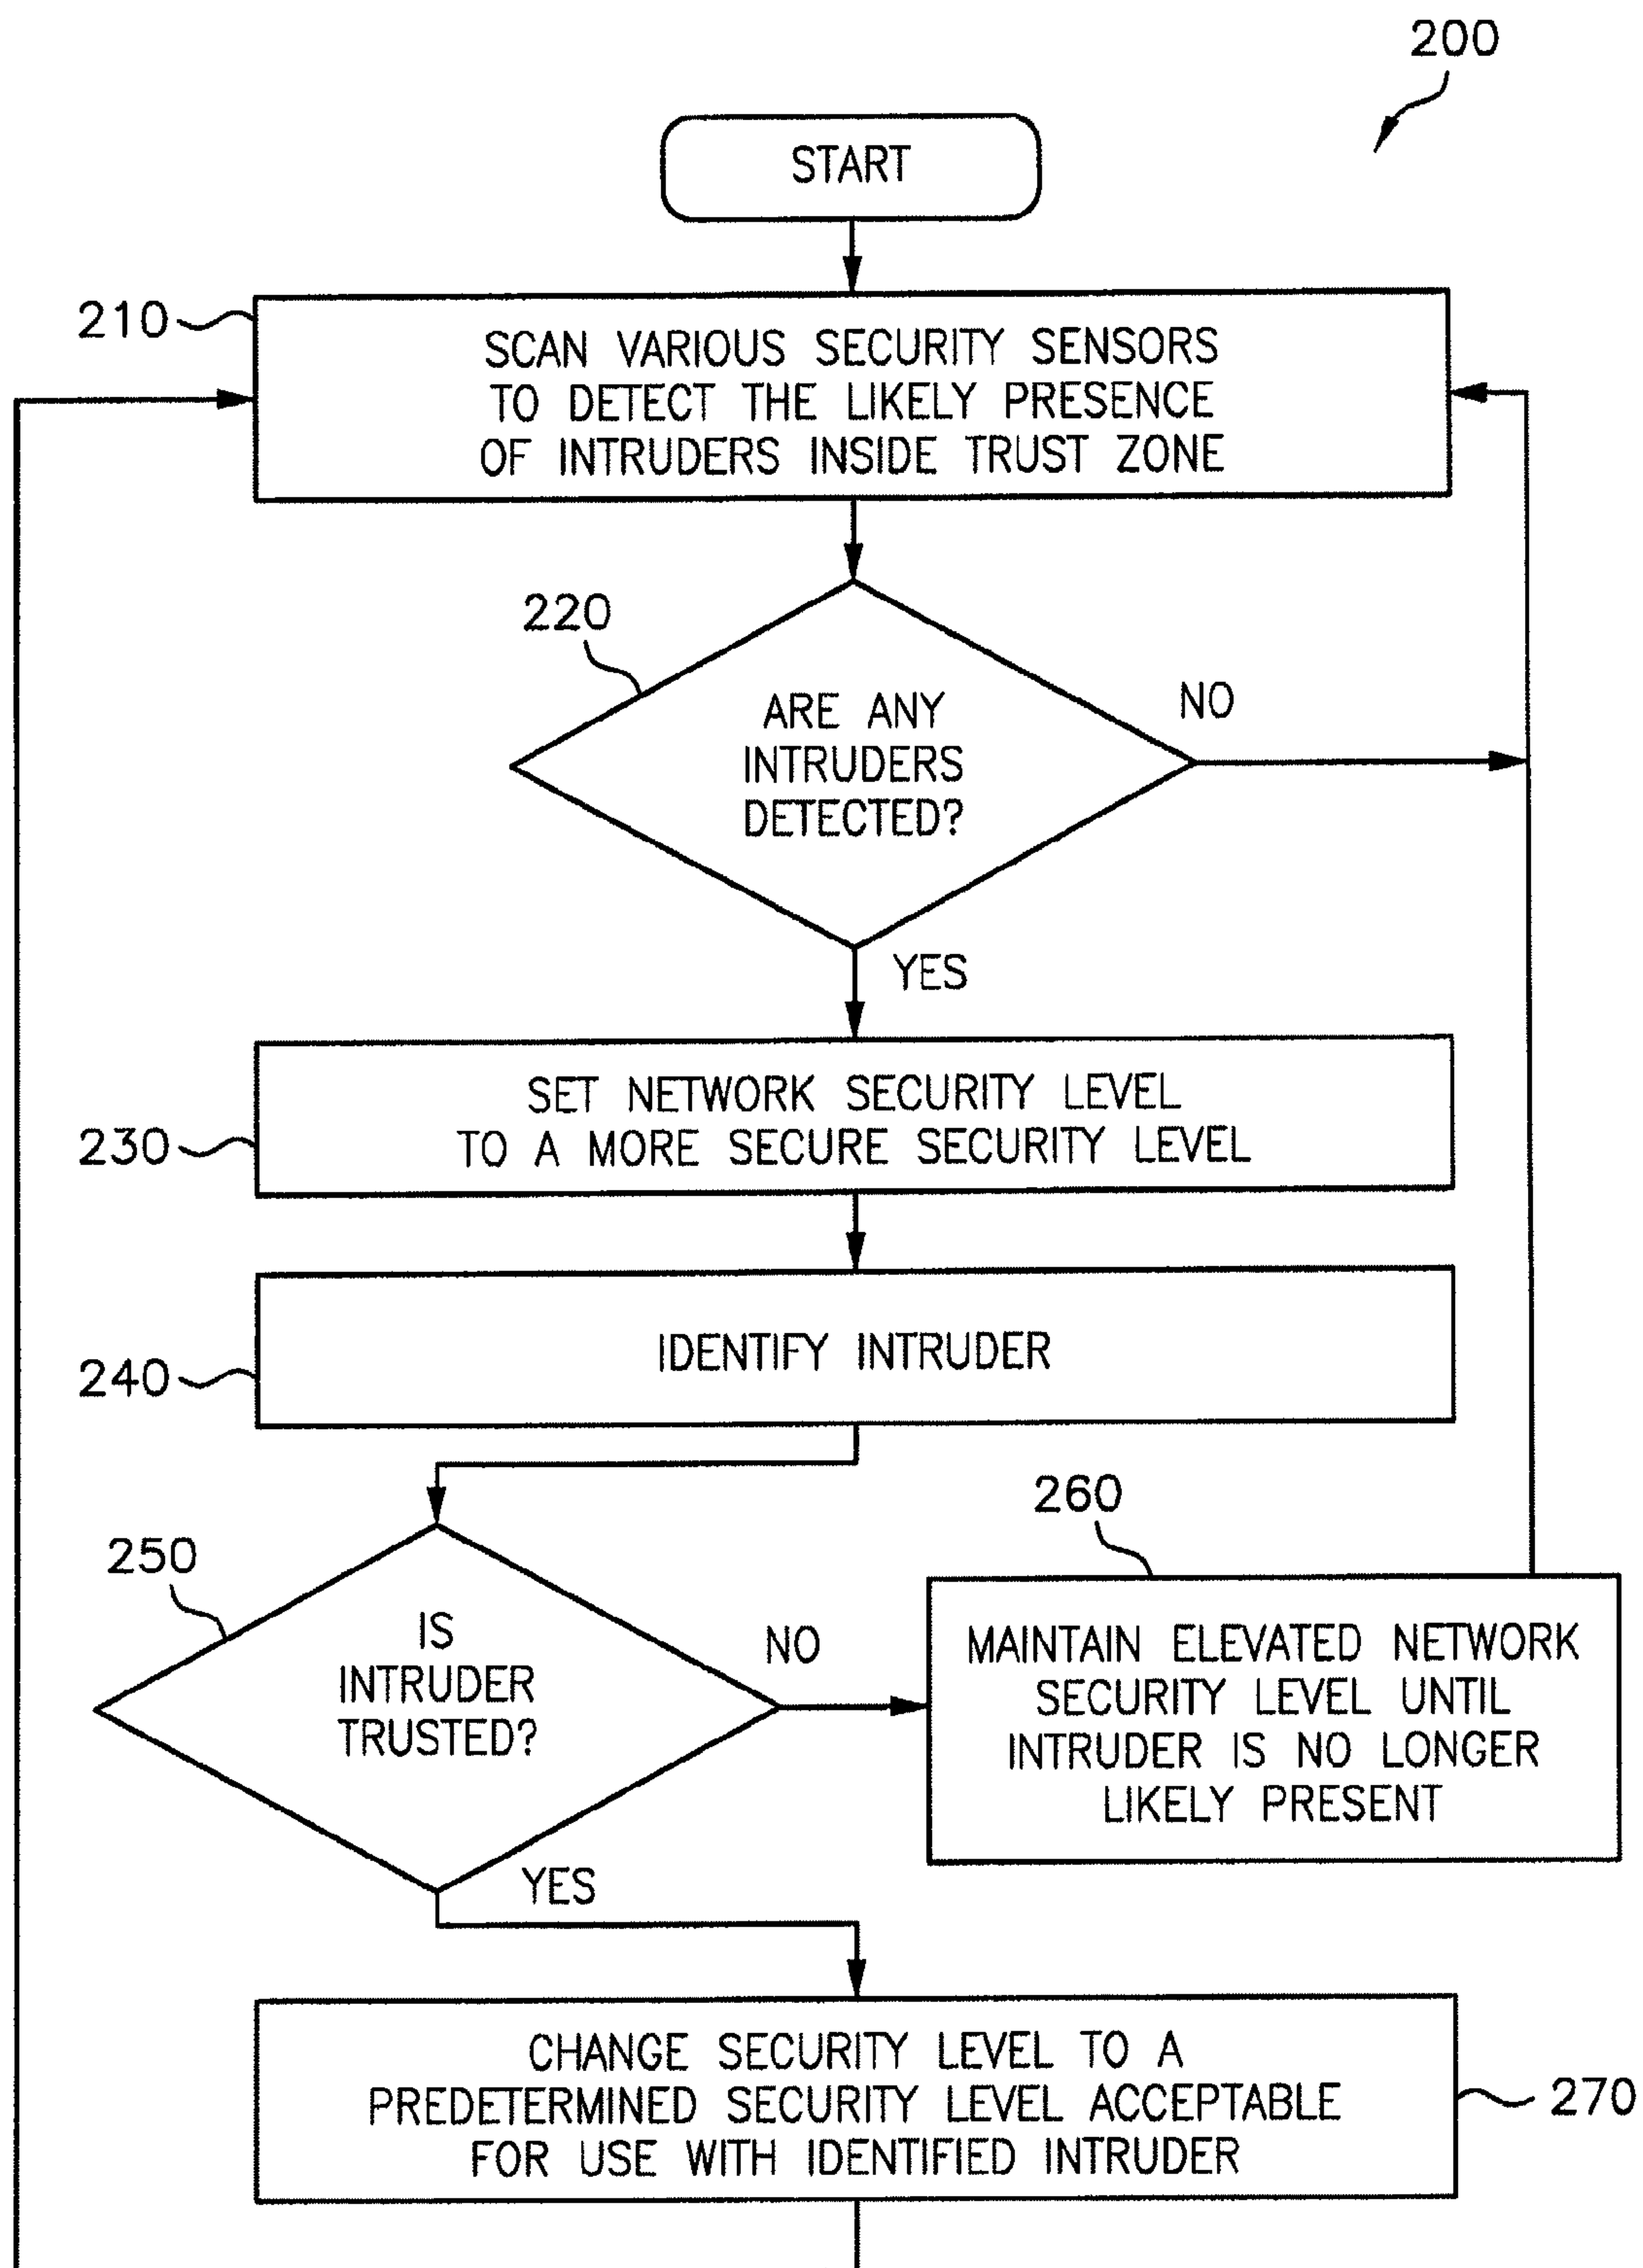 200
START
210
SCAN VARIOUS SECURITY SENSORS
TO DETECT THE LIKELY PRESENCE
OF INTRUDERS INSIDE TRUST ZONE
220
ARE ANY
INTRUDERS
DETECTED?
NO
YES
230
SET NETWORK SECURITY LEVEL
TO A MORE SECURE SECURITY LEVEL
240
IDENTIFY INTRUDER
250
IS
INTRUDER
TRUSTED?
NO
260
MAINTAIN ELEVATED NETWORK
SECURITY LEVEL UNTIL
INTRUDER IS NO LONGER
LIKELY PRESENT
YES
CHANGE SECURITY LEVEL TO A
PREDETERMINED SECURITY LEVEL ACCEPTABLE
FOR USE WITH IDENTIFIED INTRUDER
270